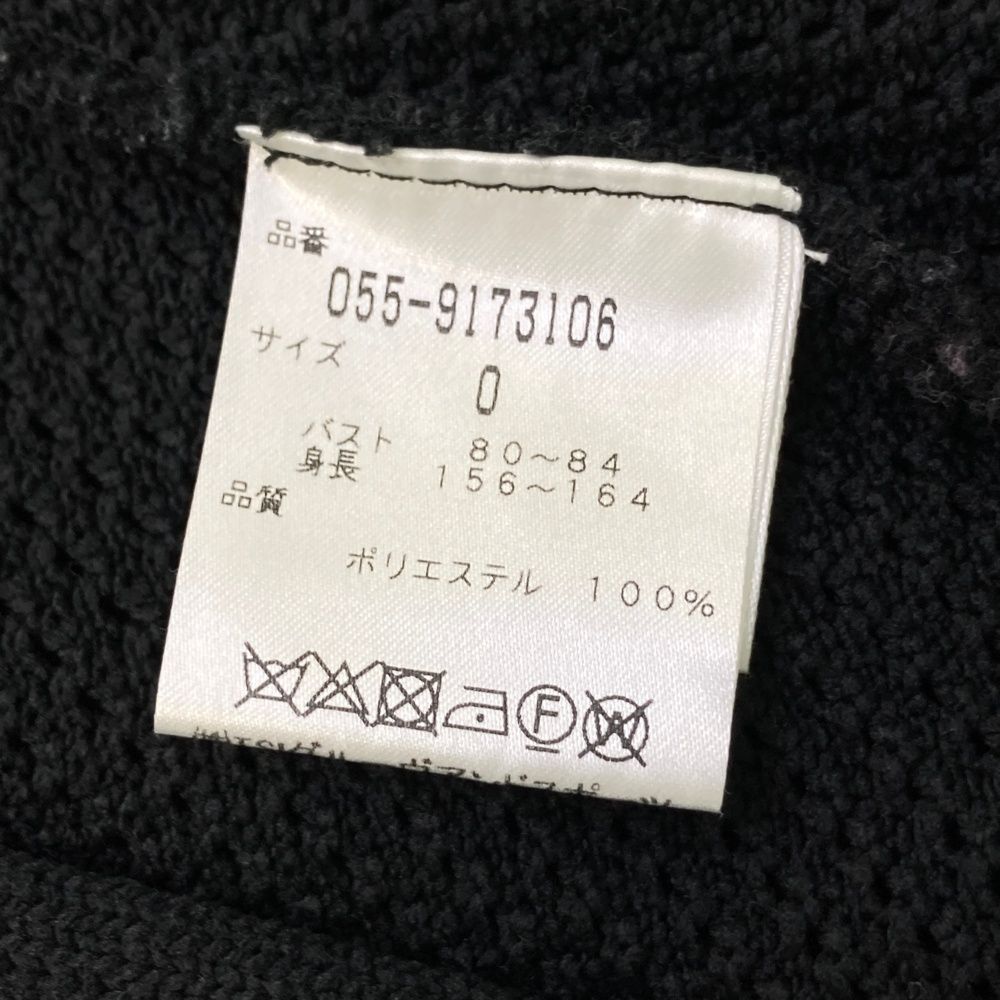 品番
055-9173106
サイズ
0
バスト 80～84
身長 156～164
品質
ポリエステル 100%
F
W